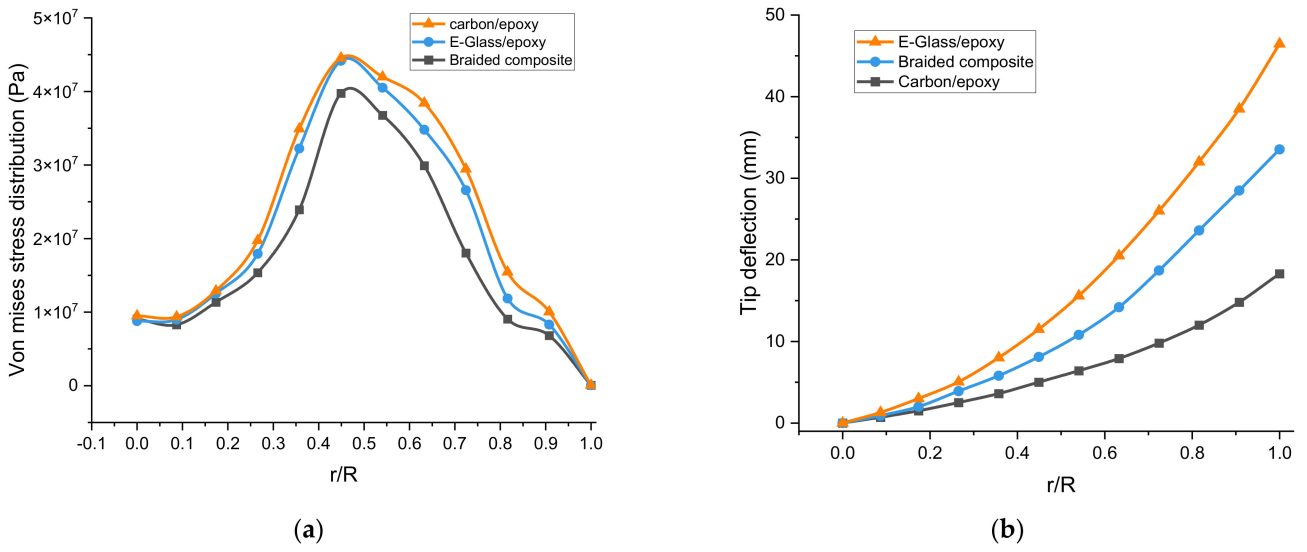 5×10⁷
4×10⁷
3×10⁷
2×10⁷
1×10⁷
0
Von mises stress distribution (Pa)
carbon/epoxy
E-Glass/epoxy
Braided composite
-0.1 0.0 0.1 0.2 0.3 0.4 0.5 0.6 0.7 0.8 0.9 1.0
r/R
(a)
50
40
30
20
10
0
Tip deflection (mm)
E-Glass/epoxy
Braided composite
Carbon/epoxy
0.0 0.2 0.4 0.6 0.8 1.0
r/R
(b)